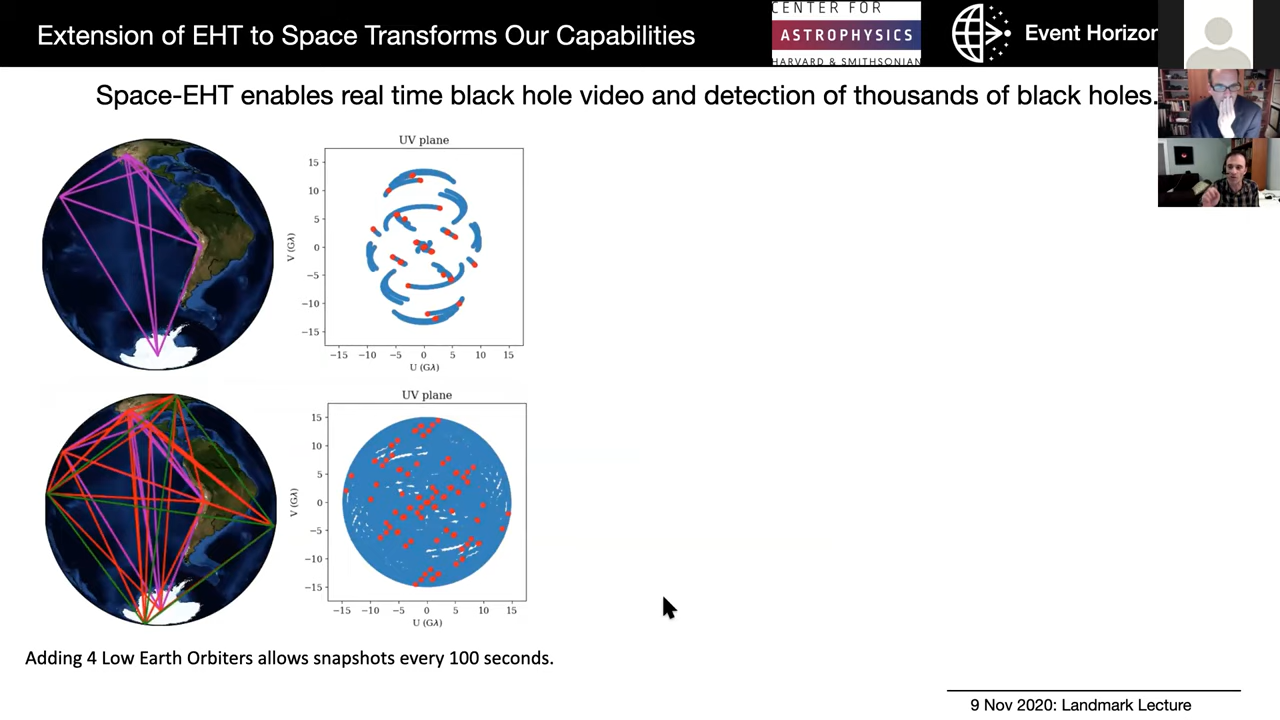 Extension of EHT to Space Transforms Our Capabilities
CENTER FOR
ASTROPHYSICS
HARVARD & SMITHSONIAN
Event Horizon
Space-EHT enables real time black hole video and detection of thousands of black holes.
UV plane
15
10
5
0
−5
−10
−15
V (Gλ)
−15 −10 −5 0 5 10 15
U (Gλ)
UV plane
15
10
5
0
−5
−10
−15
V (Gλ)
−15 −10 −5 0 5 10 15
U (Gλ)
Adding 4 Low Earth Orbiters allows snapshots every 100 seconds.
9 Nov 2020: Landmark Lecture